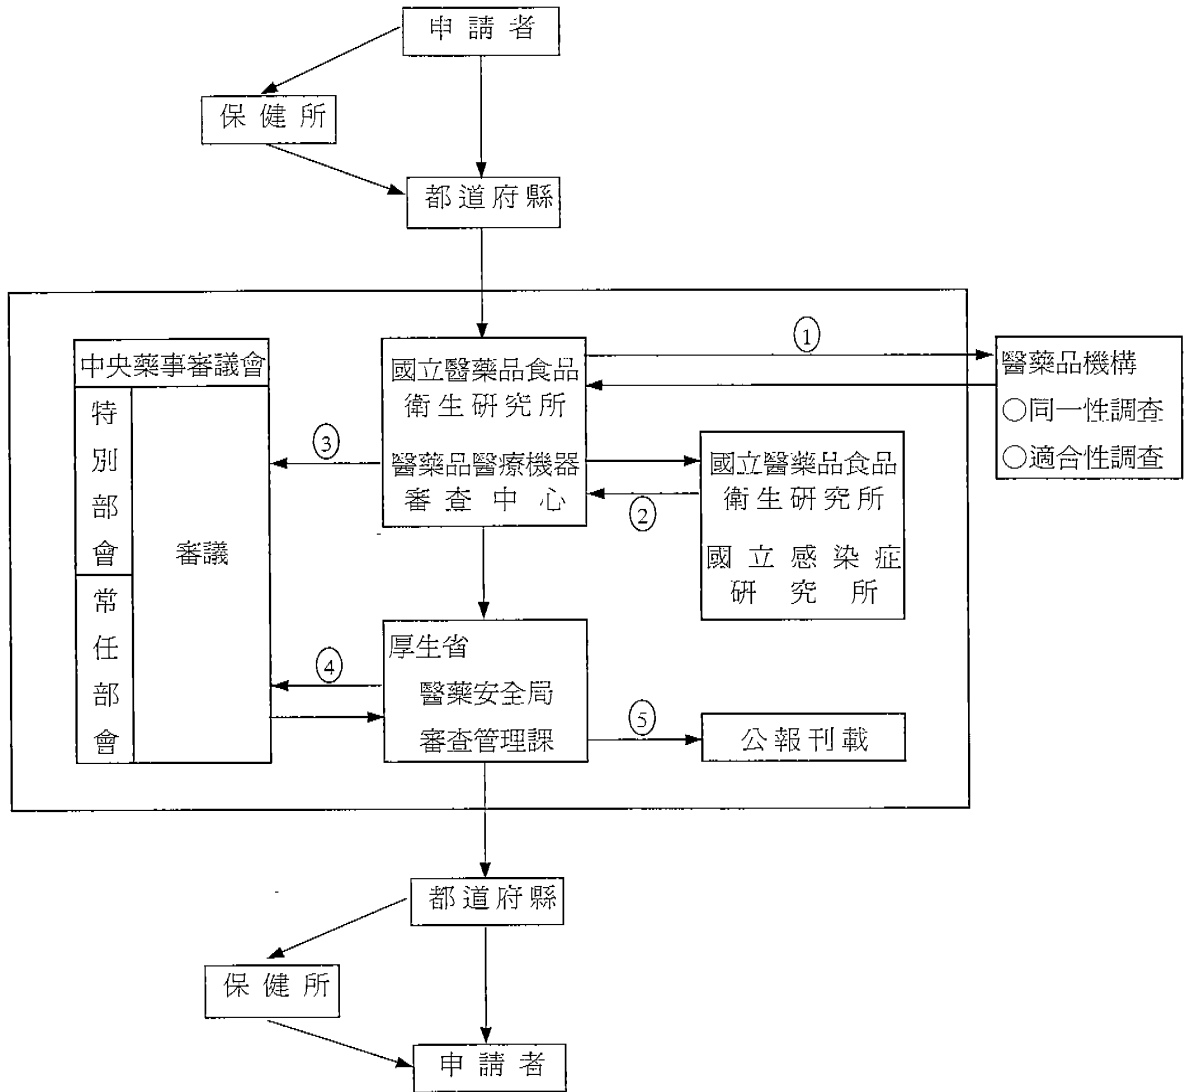 申請者
保健所
都道府縣
中央藥事審議會
特別部會
常任部會
審議
國立醫藥品食品
衛生研究所
醫藥品醫療機器
審查中心
①
醫藥品機構
○同一性調查
○適合性調查
③
②
國立醫藥品食品
衛生研究所
國立感染症
研究所
④
厚生省
醫藥安全局
審查管理課
⑤
公報刊載
都道府縣
保健所
申請者